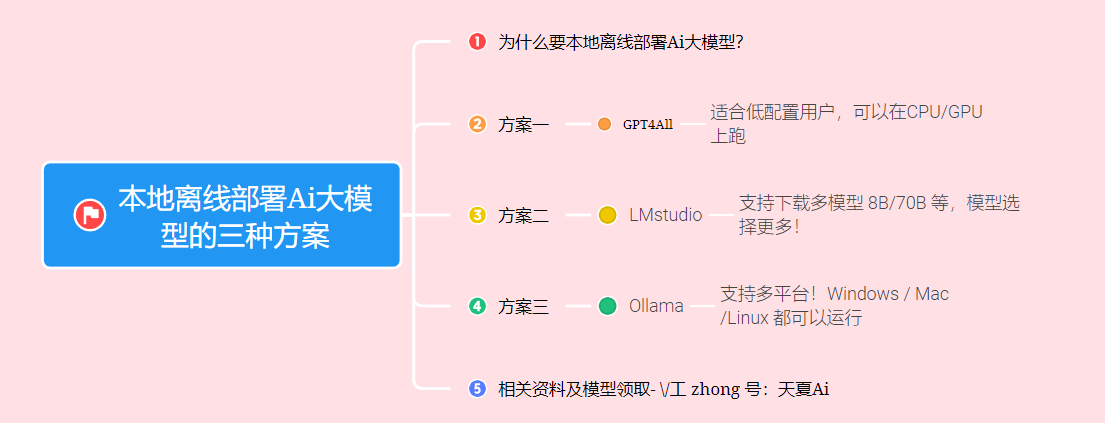 本地离线部署Ai大模
型的三种方案
1 为什么要本地离线部署Ai大模型？
2 方案一
GPT4All
适合低配置用户，可以在CPU/GPU
上跑
3 方案二
LMstudio
支持下载多模型 8B/70B 等，模型选
择更多！
4 方案三
Ollama
支持多平台！Windows / Mac
/Linux 都可以运行
5 相关资料及模型领取- \/工 zhong 号：天夏Ai